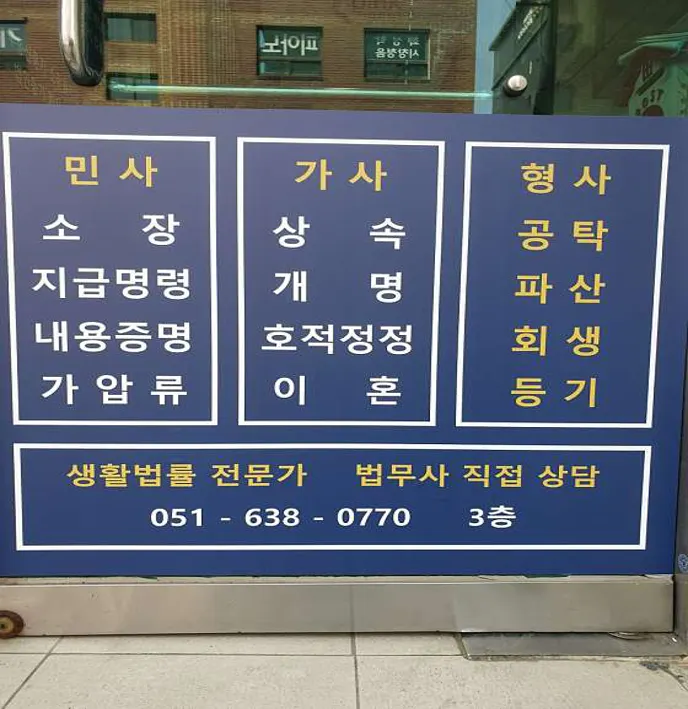 민 사
소 장
지급명령
내용증명
가 압 류
가 사
상 속
개 명
호적정정
이 혼
형 사
공 탁
파 산
회 생
등 기
생활법률 전문가 법무사 직접 상담
051 - 638 - 0770 3층